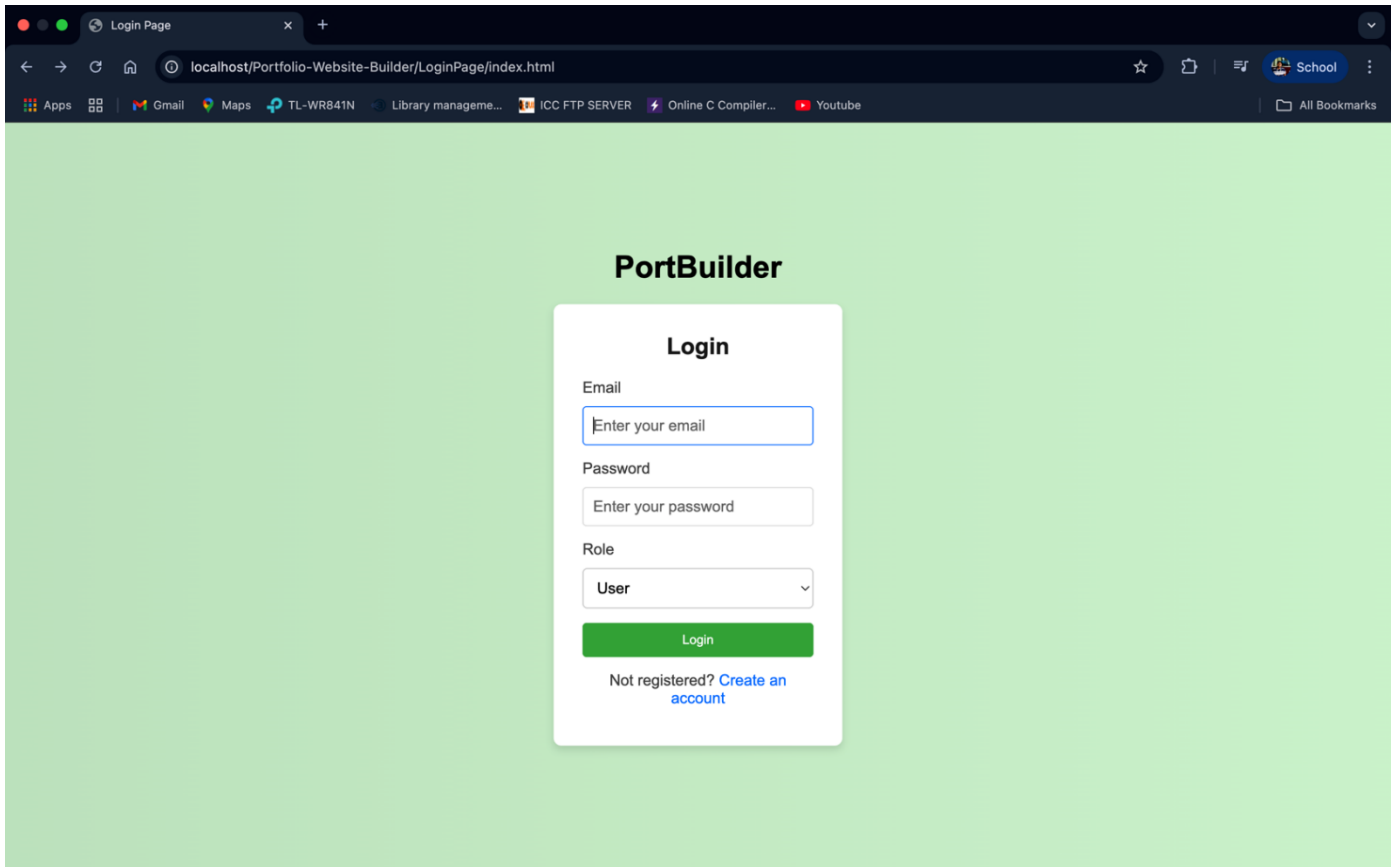 Login Page
localhost/Portfolio-Website-Builder/LoginPage/index.html
School
Apps
Gmail
Maps
TL-WR841N
Library manageme...
ICC FTP SERVER
Online C Compiler...
Youtube
All Bookmarks
PortBuilder
Login
Email
Enter your email
Password
Enter your password
Role
User
Login
Not registered? Create an
account